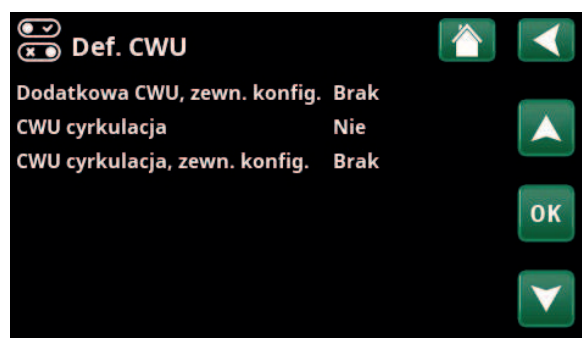 Def. CWU
Dodatkowa CWU, zewn. konfig. Brak
CWU cyrkulacja Nie
CWU cyrkulacja, zewn. konfig. Brak
OK